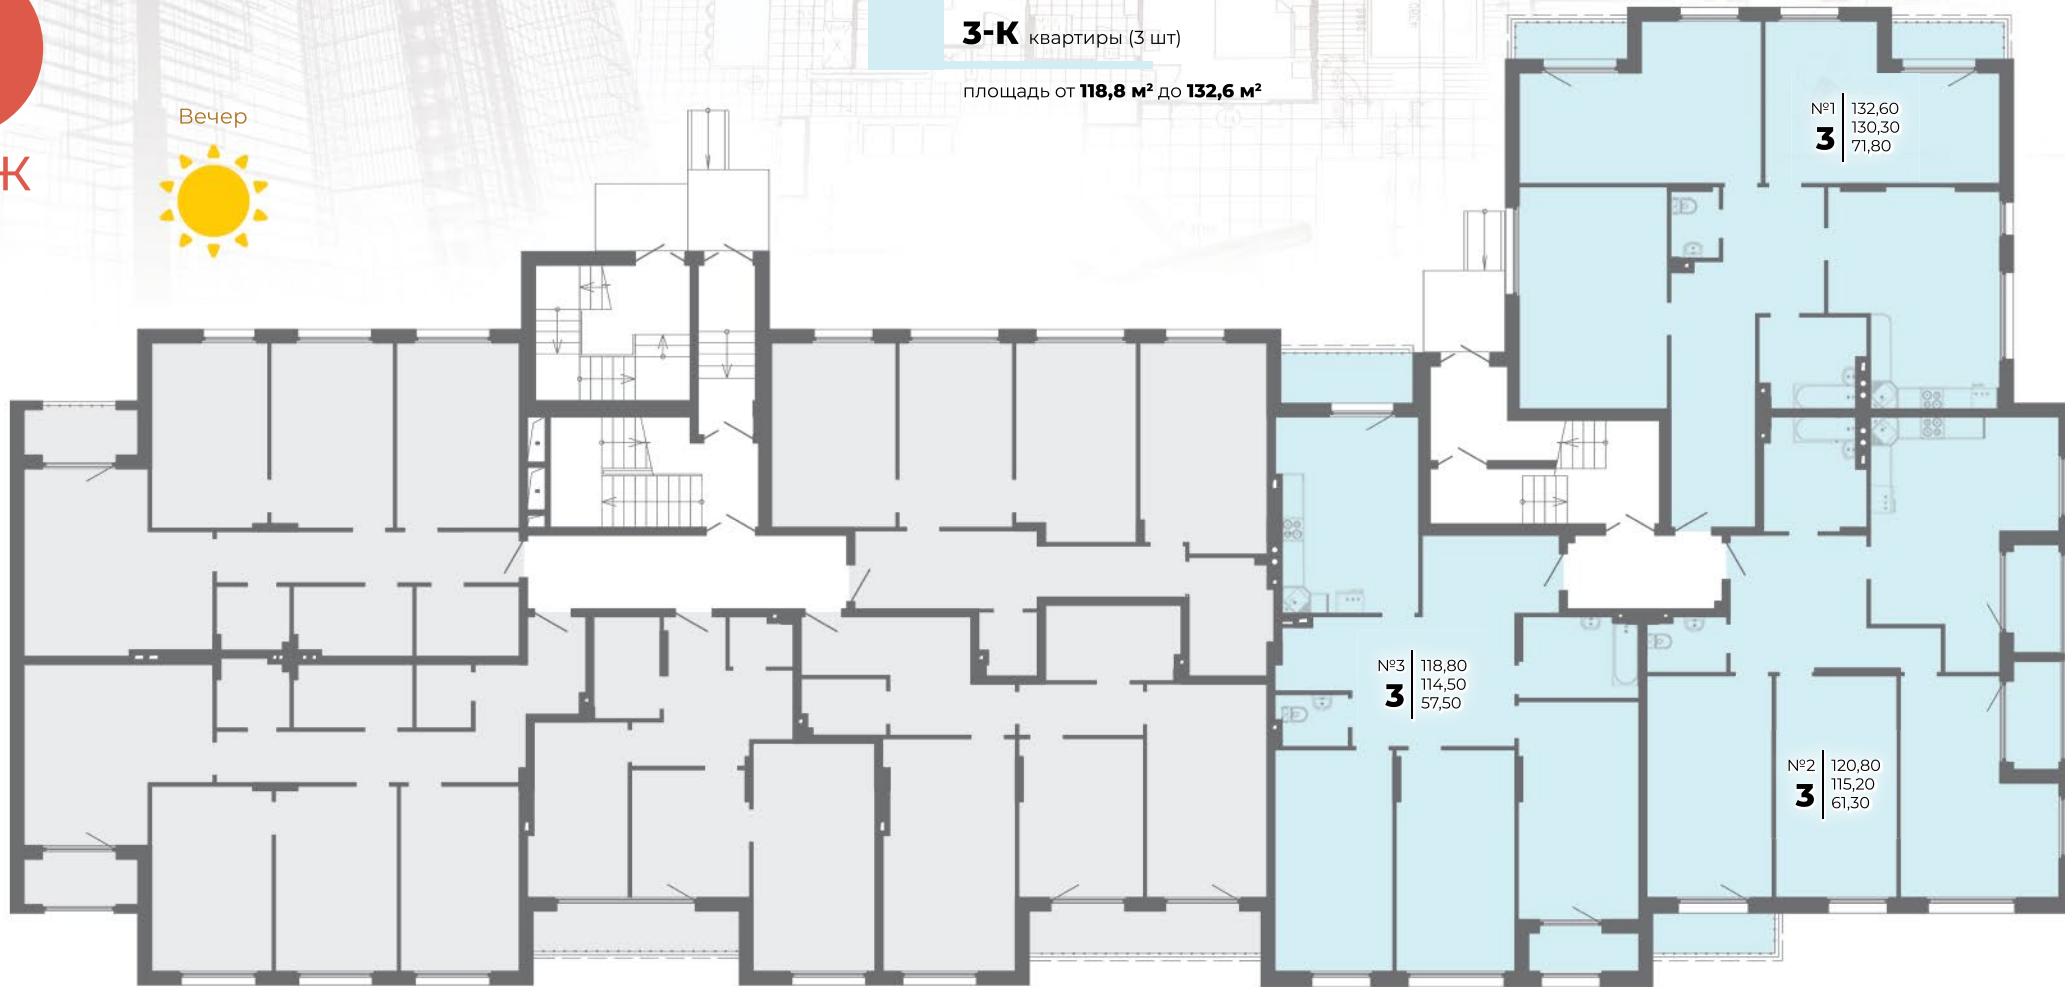 3-К квартиры (3 шт)
площадь от 118,8 м² до 132,6 м²
Вечер
Ж
№1 132,60
3 130,30
71,80
№3 118,80
3 114,50
57,50
№2 120,80
3 115,20
61,30